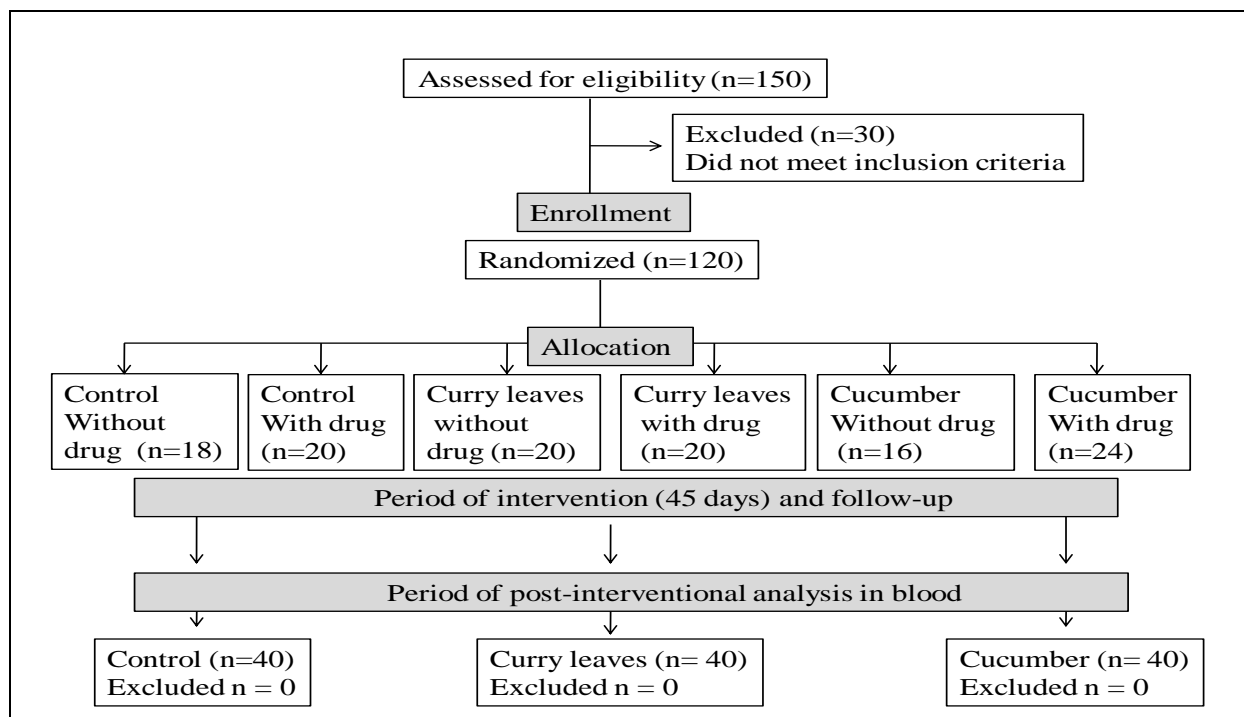 Assessed for eligibility (n=150)
Excluded (n=30)
Did not meet inclusion criteria
Enrollment
Randomized (n=120)
Allocation
Control
Without
drug (n=18)
Control
With drug
(n=20)
Curry leaves
without
drug (n=20)
Curry leaves
with drug
(n=20)
Cucumber
Without drug
(n=16)
Cucumber
With drug
(n=24)
Period of intervention (45 days) and follow-up
Period of post-interventional analysis in blood
Control (n=40)
Excluded n = 0
Curry leaves (n= 40)
Excluded n = 0
Cucumber (n= 40)
Excluded n = 0